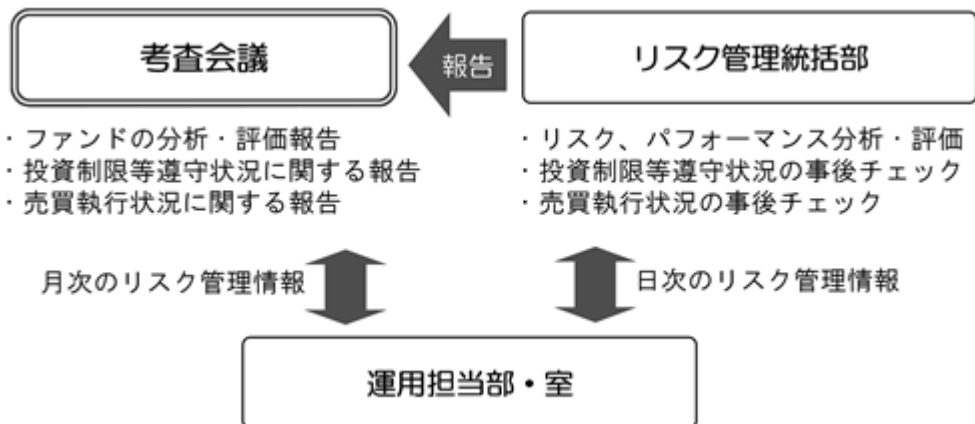 考査会議
報告
リスク管理統括部
・ファンドの分析・評価報告
・投資制限等遵守状況に関する報告
・売買執行状況に関する報告
・リスク、パフォーマンス分析・評価
・投資制限等遵守状況の事後チェック
・売買執行状況の事後チェック
月次のリスク管理情報
日次のリスク管理情報
運用担当部・室